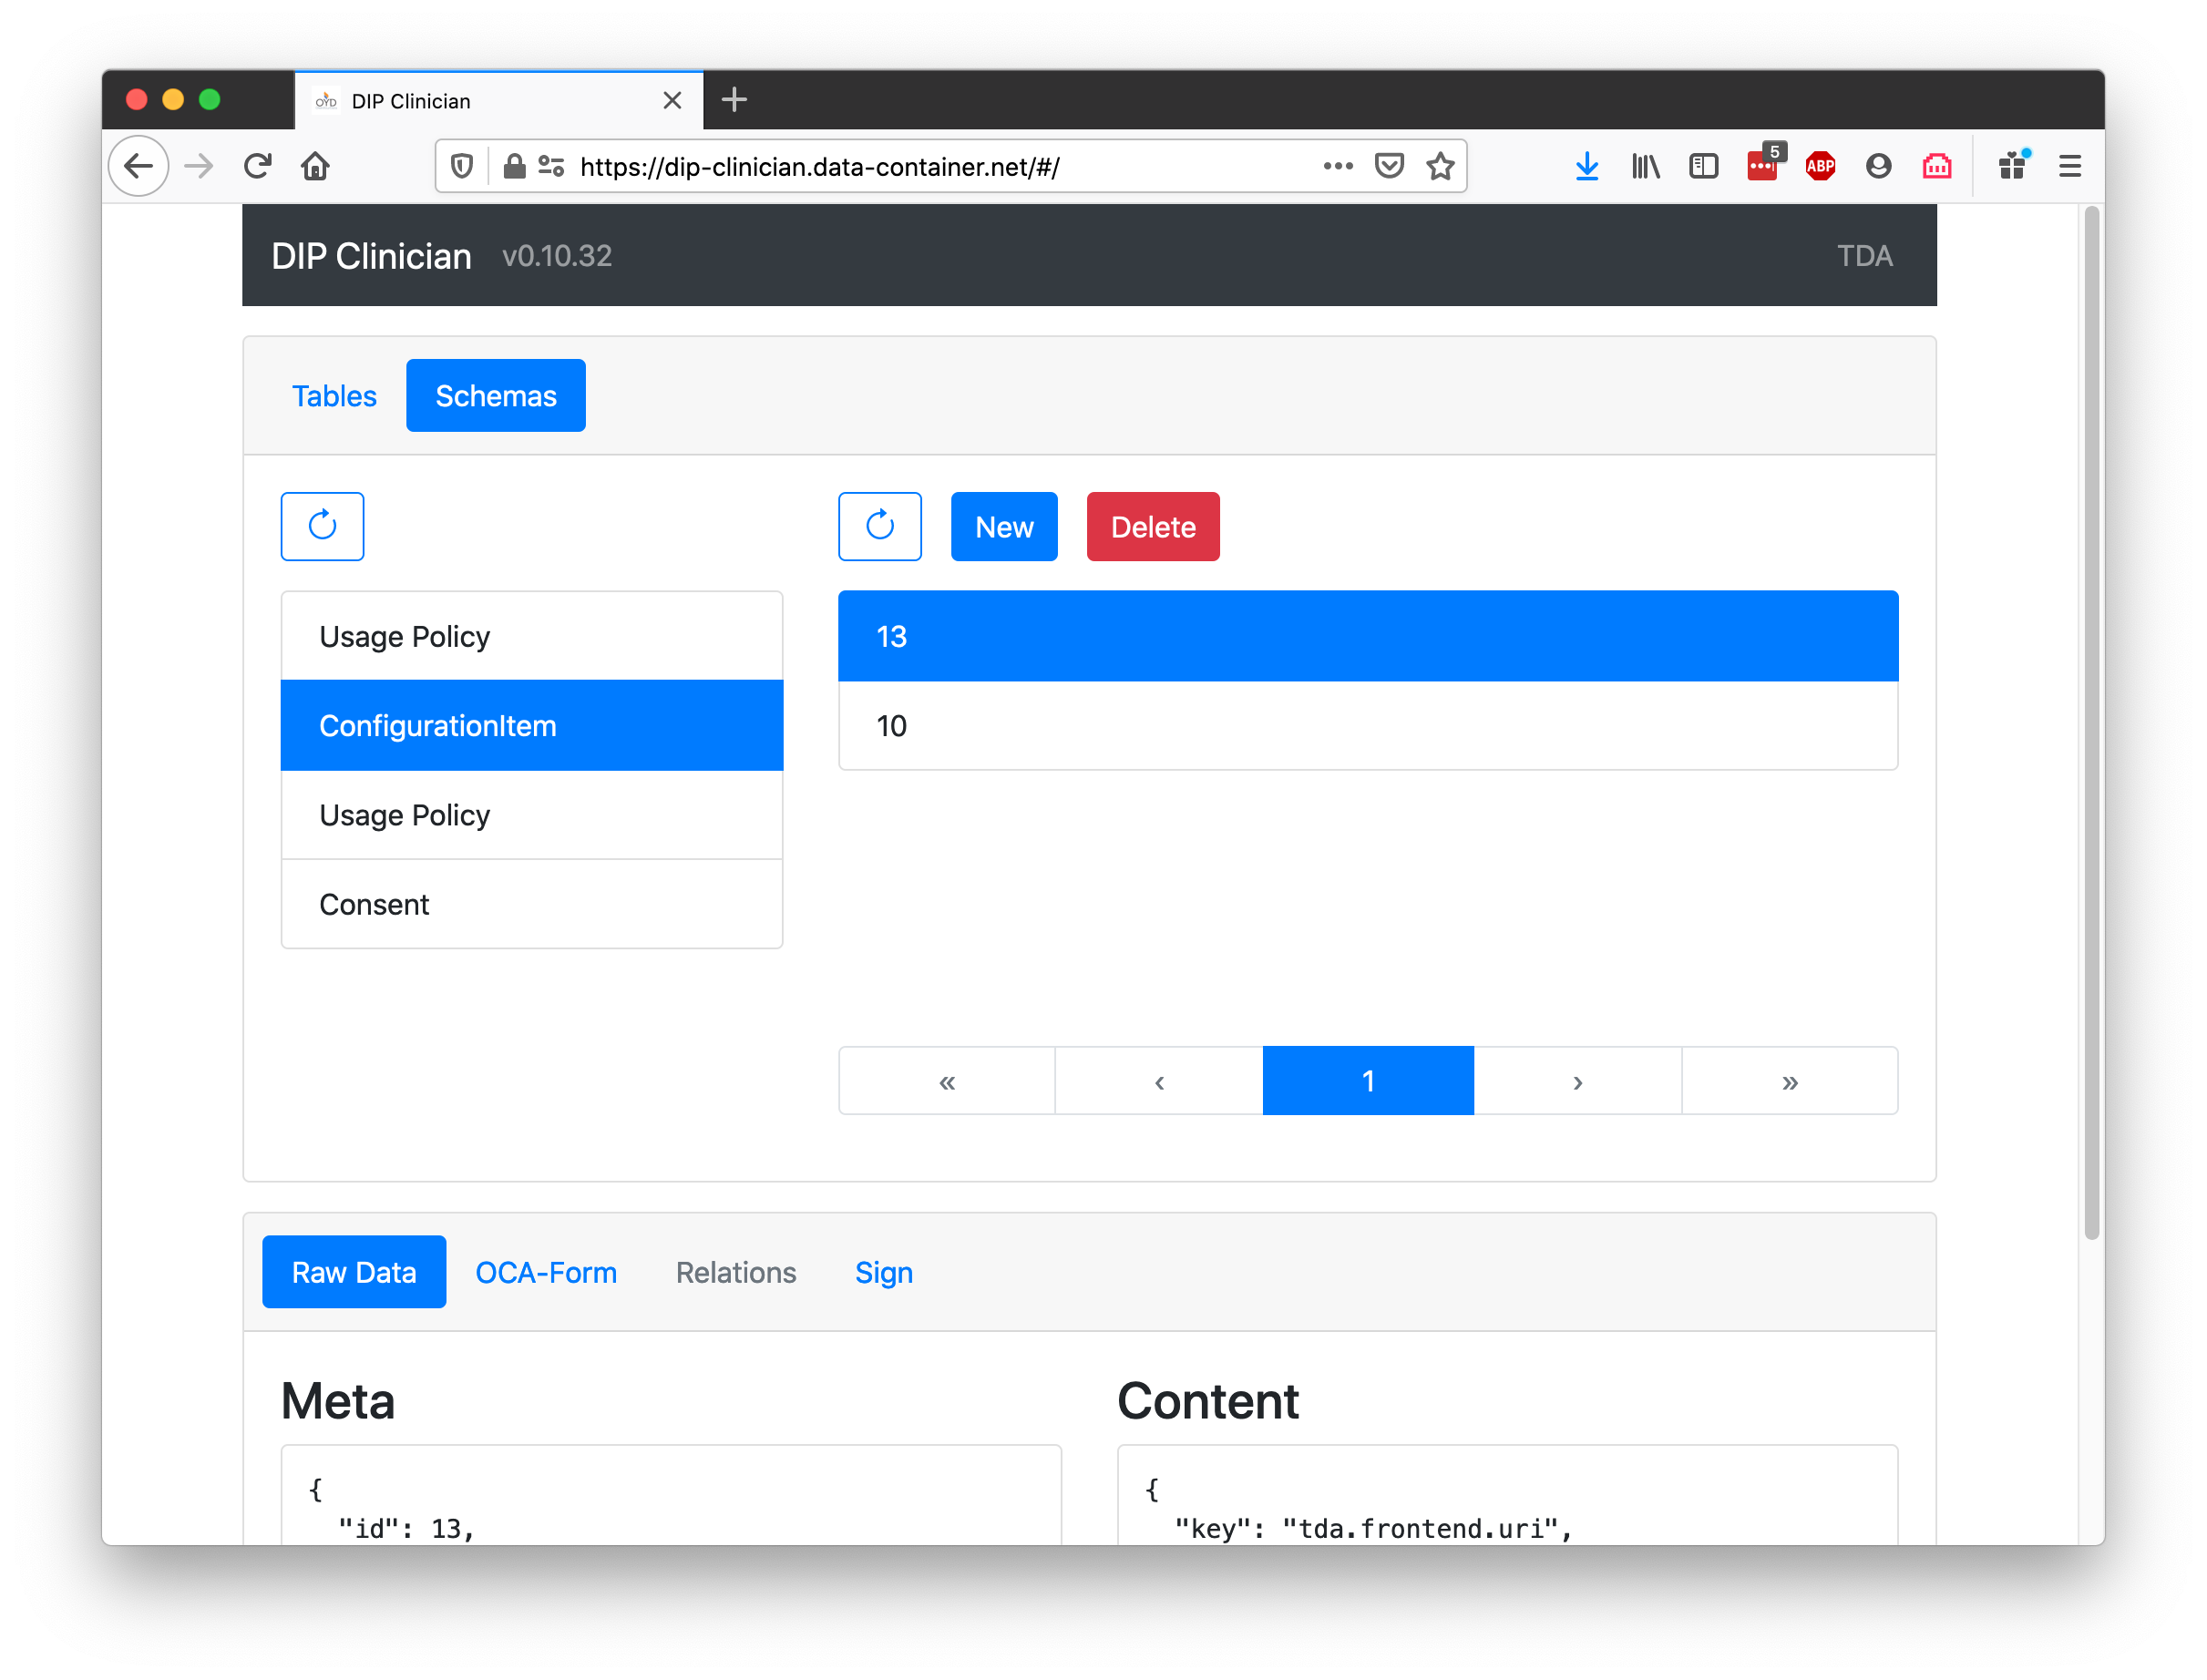 OYD DIP Clinician
https://dip-clinician.data-container.net/#/
5
ABP
DIP Clinician v0.10.32 TDA
Tables Schemas
New Delete
Usage Policy
ConfigurationItem
Usage Policy
Consent
13
10
« ‹ 1 › »
Raw Data OCA-Form Relations Sign
Meta
{
"id": 13,
Content
{
"key": "tda.frontend.uri",